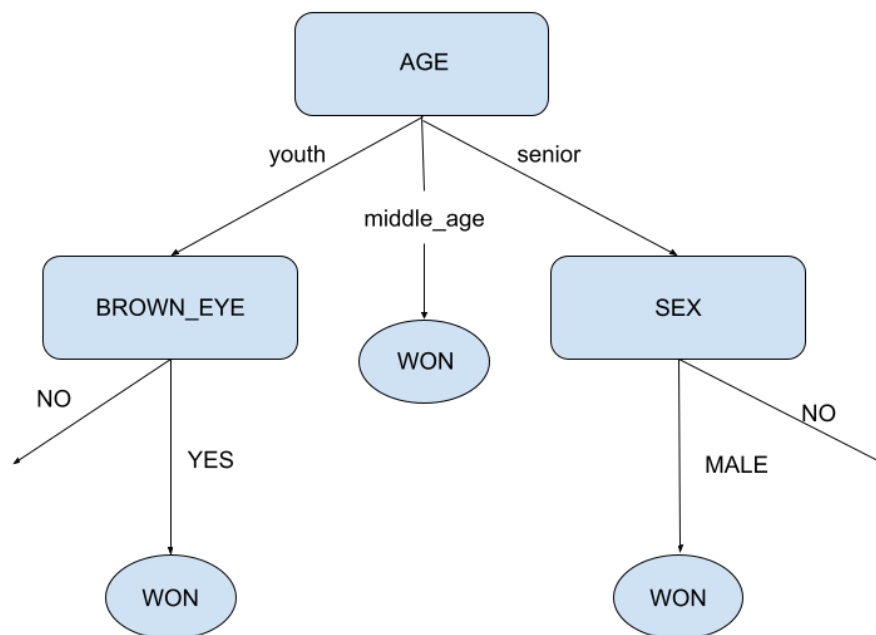 AGE
youth
senior
middle_age
BROWN_EYE
SEX
WON
NO
NO
YES
MALE
WON
WON